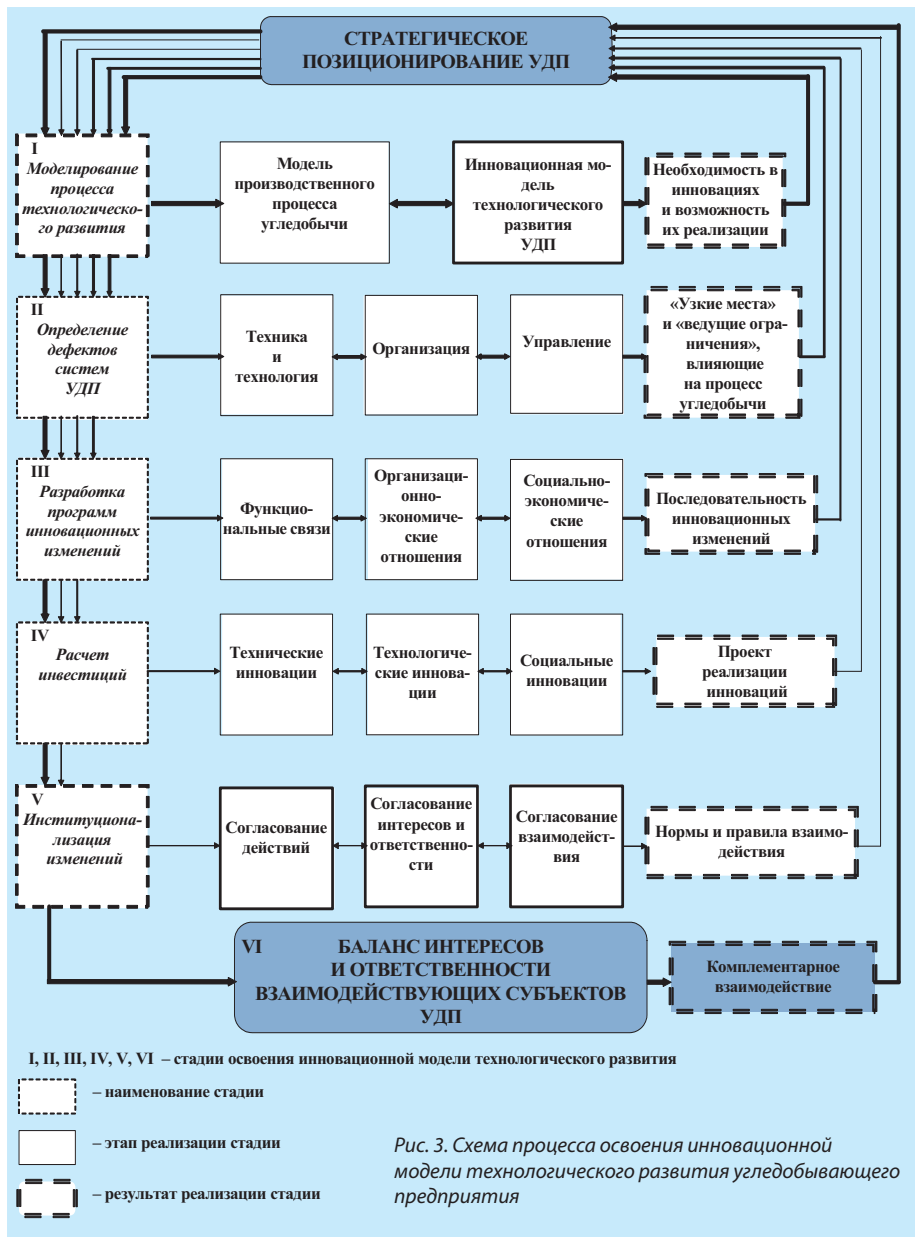 СТРАТЕГИЧЕСКОЕ
ПОЗИЦИОНИРОВАНИЕ УДП
I
Моделирование
процесса
технологическо-
го развития
Модель
производственного
процесса
угледобычи
Инновационная мо-
дель
технологического
развития
УДП
Необходимость в
инновациях
и возможность
их реализации
II
Определение
дефектов
систем
УДП
Техника
и
технология
Организация
Управление
«Узкие места»
и «ведущие огра-
ничения»,
влияющие
на процесс
угледобычи
III
Разработка
программ
инновационных
изменений
Функцио-
нальные связи
Организаци-
онно-
экономиче-
ские
отношения
Социально-
экономиче-
ские
отношения
Последовательность
инновационных
изменений
IV
Расчет
инвестиций
Технические
инновации
Технологиче-
ские иннова-
ции
Социальные
инновации
Проект
реализации
инноваций
V
Институциона-
лизация
изменений
Согласование
действий
Согласование
интересов и
ответственно-
сти
Согласование
взаимодейст-
вия
Нормы и правила взаимо-
действия
VI БАЛАНС ИНТЕРЕСОВ
И ОТВЕТСТВЕННОСТИ
ВЗАИМОДЕЙСТВУЮЩИХ СУБЪЕКТОВ
УДП
Комплементарное
взаимодействие
I, II, III, IV, V, VI – стадии освоения инновационной модели технологического развития
– наименование стадии
– этап реализации стадии
– результат реализации стадии
Рис. 3. Схема процесса освоения инновационной
модели технологического развития угледобывающего
предприятия